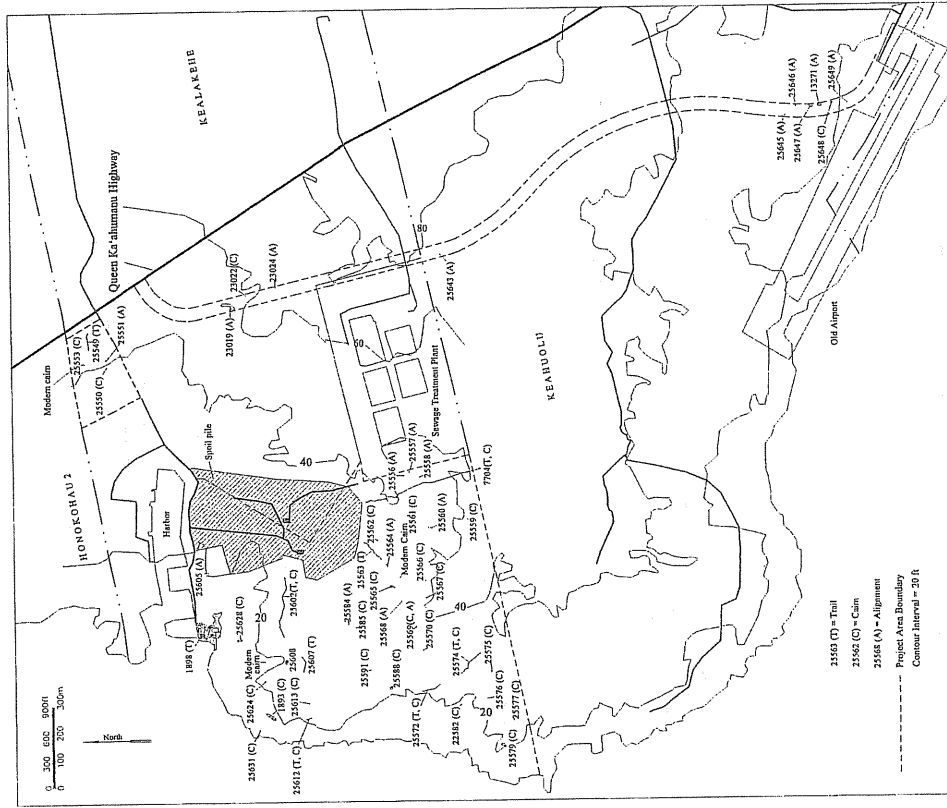 0 300 600 900ft
0 100 200 300m
North
HONOKOHAU 2
Modern cairn
25553 (C)
25549 (T)
25551 (A)
25550 (C)
Queen Ka'ahumanu Highway
KEALAKEHE
Harbor
Spoil pile
1898 (T)
25605 (A)
25628 (C)
20
Modern cairn
25624 (C)
1893 (C)
25613 (C)
25631 (C)
25612 (T, C)
25608
25607 (T)
23602 (T, C)
40
23022 (C)
23024 (A)
23019 (A)
25584 (A)
25585 (C)
25591 (C)
25588 (C)
25562 (C)
25563 (T)
25564 (A)
25565 (C)
25568 (A)
25569(C, A)
25570 (C)
Modern Cairn
25566 (C)
25567 (C)
25561 (C)
25560 (A)
25559 (C)
25556 (A)
25557 (A)
25558 (A)
7704(T, C)
60
Sewage Treatment Plant
80
25643 (A)
40
25574 (T, C)
25575 (C)
25572 (T, C)
22582 (C)
25576 (C)
25577 (C)
25579 (C)
20
KEAHUOLU
25645 (A)
25647 (A)
25648 (C)
25646 (A)
13271 (A)
25649 (A)
Old Airport
25563 (T) = Trail
25562 (C) = Cairn
25568 (A) = Alignment
Project Area Boundary
Contour Interval = 20 ft